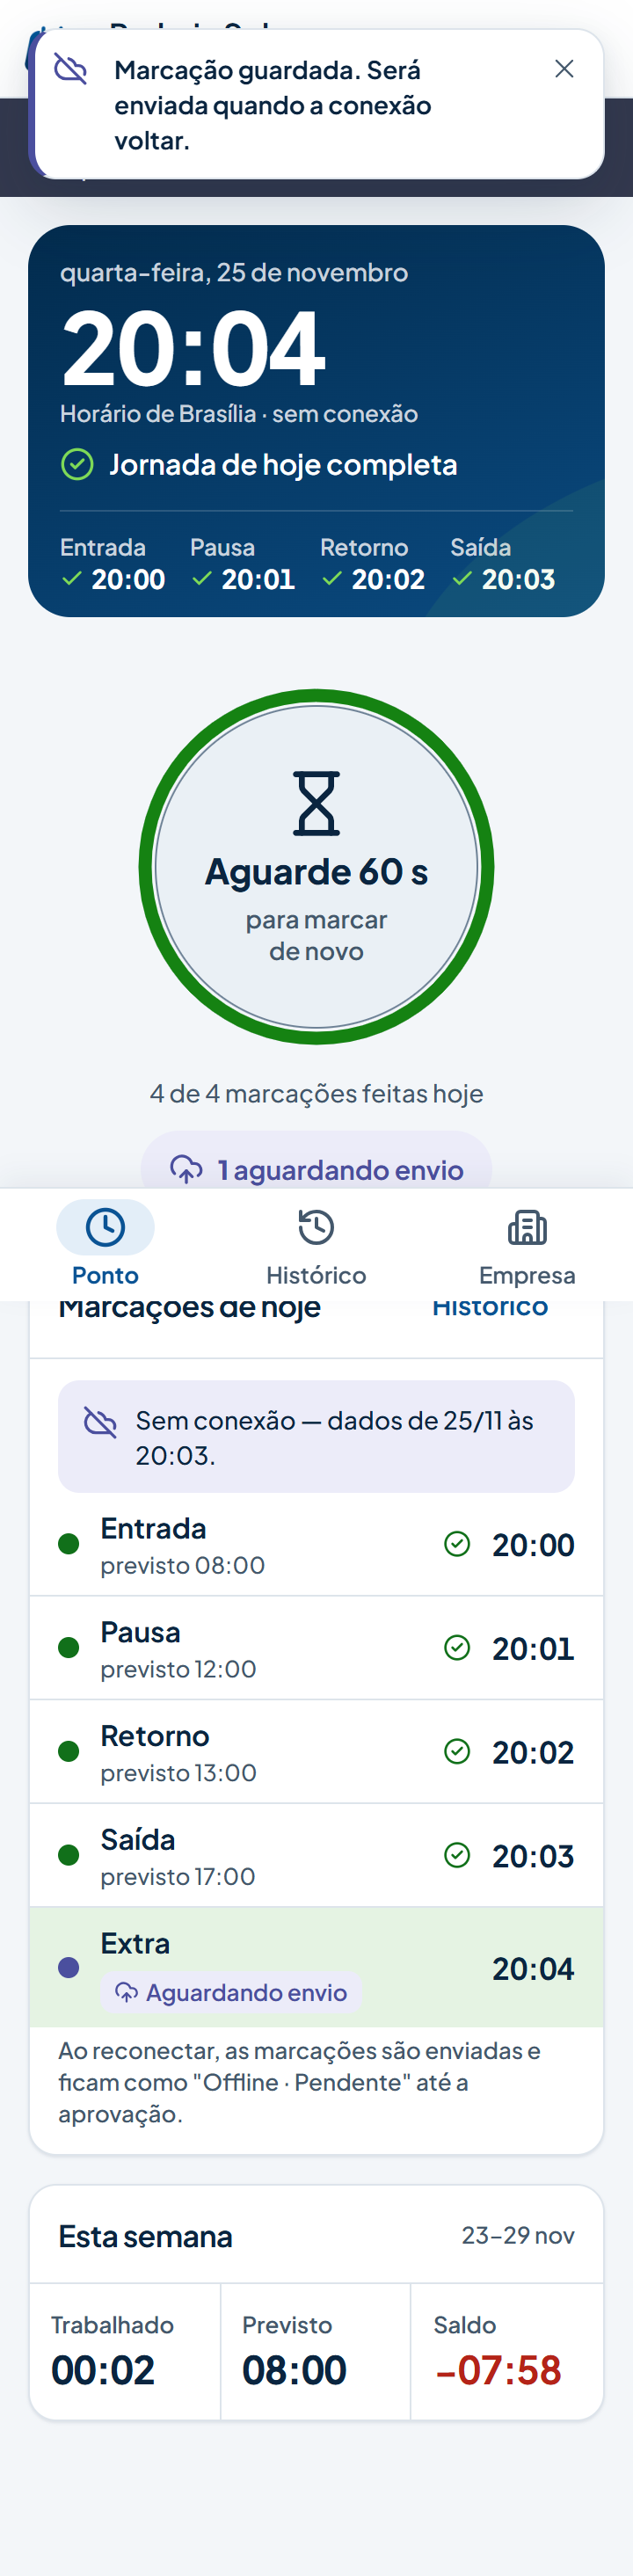 Marcação guardada. Será
enviada quando a conexão
voltar.
quarta-feira, 25 de novembro
20:04
Horário de Brasília · sem conexão
Jornada de hoje completa
Entrada Pausa Retorno Saída
20:00 20:01 20:02 20:03
Aguarde 60 s
para marcar
de novo
4 de 4 marcações feitas hoje
1 aguardando envio
Ponto Histórico Empresa
Marcações de hoje Histórico
Sem conexão — dados de 25/11 às
20:03.
Entrada
previsto 08:00
20:00
Pausa
previsto 12:00
20:01
Retorno
previsto 13:00
20:02
Saída
previsto 17:00
20:03
Extra
Aguardando envio
20:04
Ao reconectar, as marcações são enviadas e
ficam como "Offline · Pendente" até a
aprovação.
Esta semana 23–29 nov
Trabalhado Previsto Saldo
00:02 08:00 −07:58